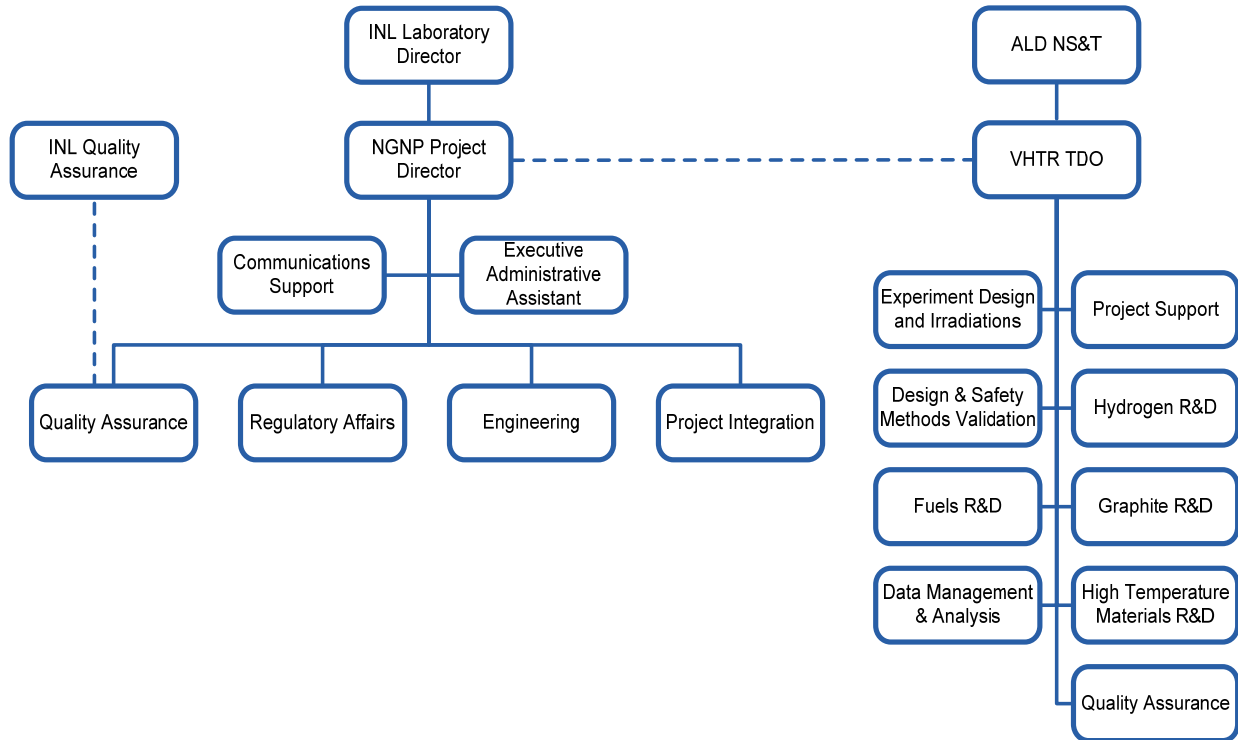 INL Laboratory
Director
ALD NS&T
INL Quality
Assurance
NGNP Project
Director
VHTR TDO
Communications
Support
Executive
Administrative
Assistant
Experiment Design
and Irradiations
Project Support
Quality Assurance
Regulatory Affairs
Engineering
Project Integration
Design & Safety
Methods Validation
Hydrogen R&D
Fuels R&D
Graphite R&D
Data Management
& Analysis
High Temperature
Materials R&D
Quality Assurance